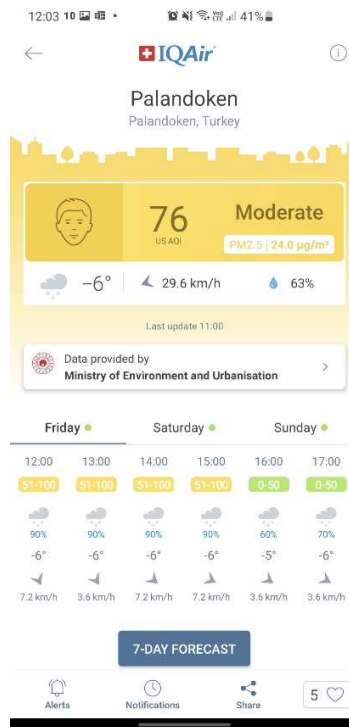 12:03 10 41%
IQAir
Palandoken
Palandoken, Turkey
76
US AQI
Moderate
PM2.5 | 24.0 µg/m³
-6° 29.6 km/h 63%
Last update 11:00
Data provided by
Ministry of Environment and Urbanisation
Friday Saturday Sunday
12:00 13:00 14:00 15:00 16:00 17:00
51-100 51-100 51-100 51-100 0-50 0-50
90% 90% 90% 90% 60% 70%
-6° -6° -6° -6° -5° -6°
7.2 km/h 3.6 km/h 7.2 km/h 7.2 km/h 3.6 km/h 3.6 km/h
7-DAY FORECAST
Alerts Notifications Share 5